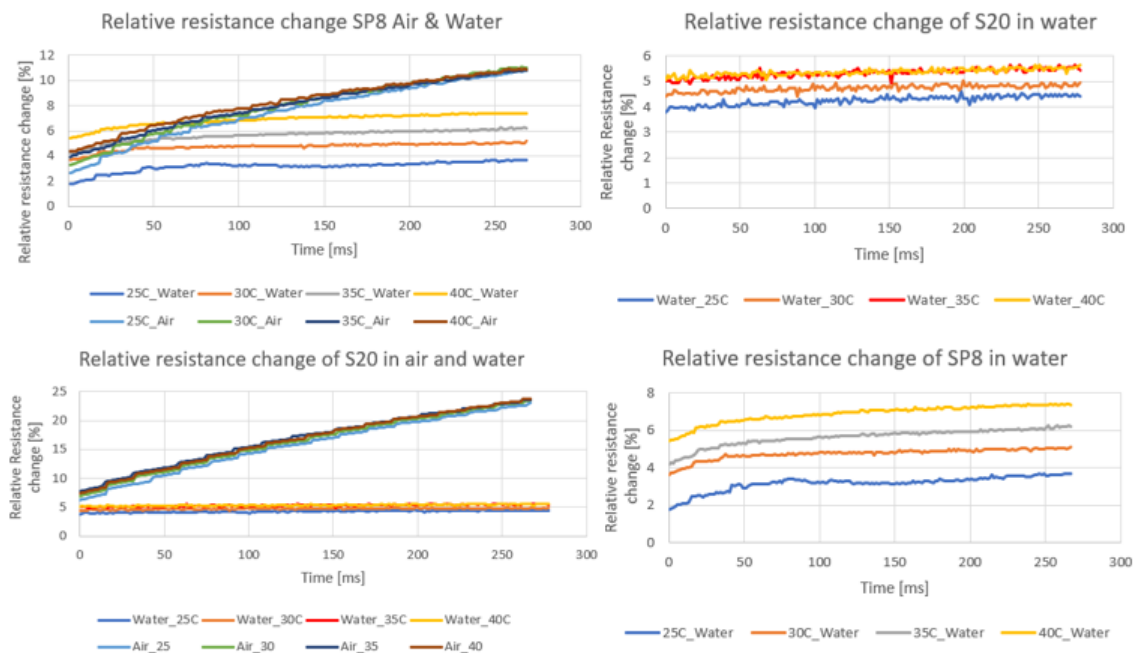 Relative resistance change SP8 Air & Water
Relative resistance change [%]
12
10
8
6
4
2
0
0 50 100 150 200 250 300
Time [ms]
25C_Water 30C_Water 35C_Water 40C_Water
25C_Air 30C_Air 35C_Air 40C_Air
Relative resistance change of S20 in water
Relative Resistance
change [%]
6
5
4
3
2
1
0
0 50 100 150 200 250 300
Time [ms]
Water_25C Water_30C Water_35C Water_40C
Relative resistance change of S20 in air and water
Relative Resistance
change [%]
25
20
15
10
5
0
0 50 100 150 200 250 300
Time [ms]
Water_25C Water_30C Water_35C Water_40C
Air_25 Air_30 Air_35 Air_40
Relative resistance change of SP8 in water
Relative resistance
change [%]
8
6
4
2
0
0 50 100 150 200 250 300
Time [ms]
25C_Water 30C_Water 35C_Water 40C_Water